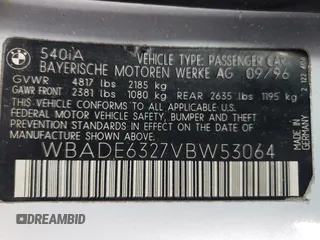 540iA VEHICLE TYPE: PASSENGER CAR
BAYERISCHE MOTOREN WERKE AG 09/96
GVWR 4817 lbs 2185 kg
GAWR FRONT 2381 lbs 1080 kg REAR 2635 lbs 1195 kg
THIS VEHICLE CONFORMS TO ALL APPLICABLE
FEDERAL MOTOR VEHICLE SAFETY, BUMPER AND THEFT
PREVENTION STANDARDS IN EFFECT ON THE DATE OF
MANUFACTURE SHOWN ABOVE.
WBADE6327VBW53064
MADE IN
GERMANY
DREAMBID